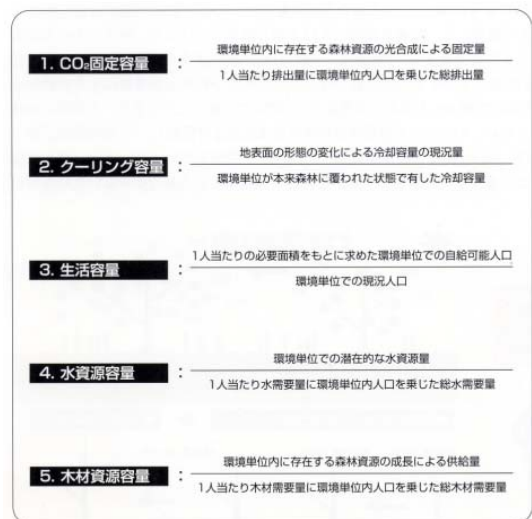 環境単位内に存在する森林資源の光合成による固定量
1. CO₂固定容量 :
1人当たり排出量に環境単位内人口を乗じた総排出量
地表面の形態の変化による冷却容量の現況量
2. クーリング容量 :
環境単位が本来森林に覆われた状態で有した冷却容量
1人当たりの必要面積をもとに求めた環境単位での自給可能人口
3. 生活容量 :
環境単位での現況人口
環境単位での潜在的な水資源量
4. 水資源容量 :
1人当たり水需要量に環境単位内人口を乗じた総水需要量
環境単位内に存在する森林資源の成長による供給量
5. 木材資源容量 :
1人当たり木材需要量に環境単位内人口を乗じた総木材需要量